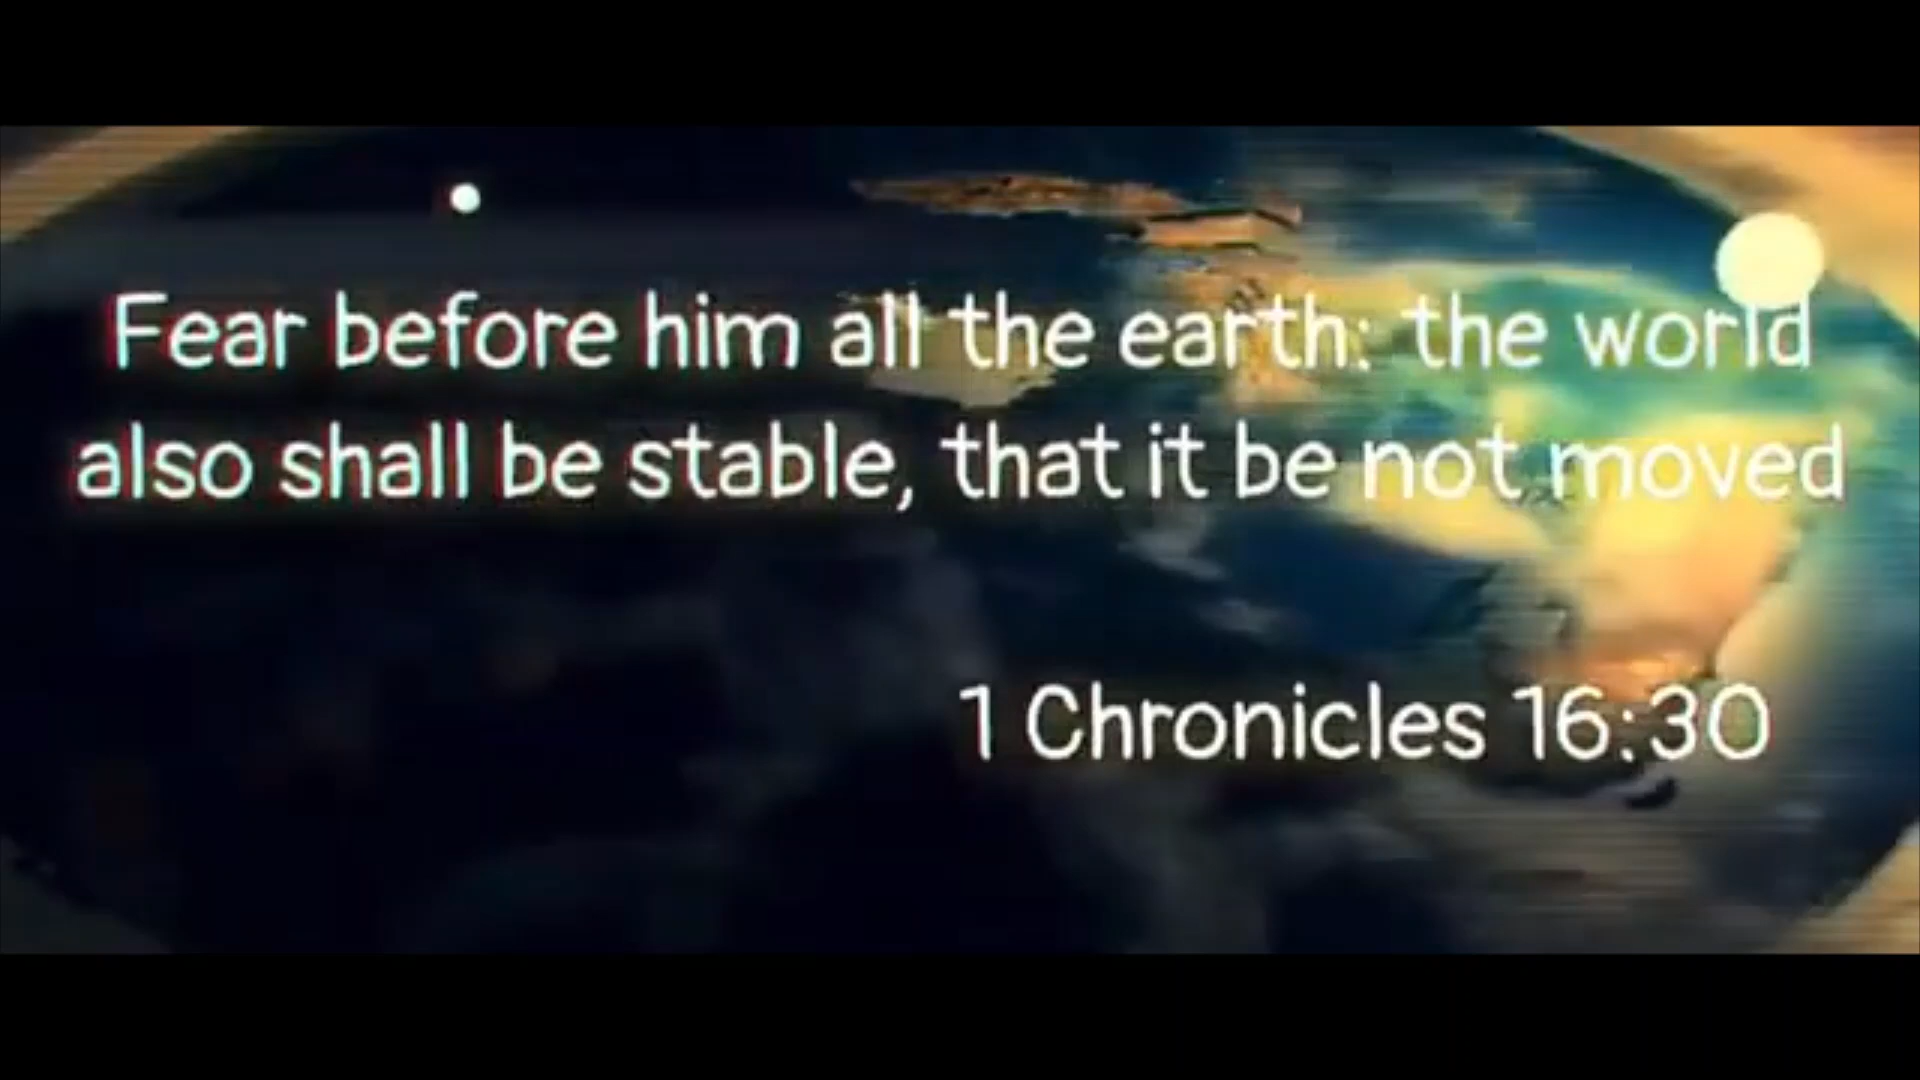 Fear before him all the earth: the world
also shall be stable, that it be not moved
1 Chronicles 16:30